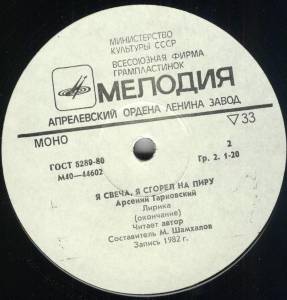 МИНИСТЕРСТВО
КУЛЬТУРЫ СССР
ВСЕСОЮЗНАЯ ФИРМА
ГРАМПЛАСТИНОК
МЕЛОДИЯ
АПРЕЛЕВСКИЙ ОРДЕНА ЛЕНИНА ЗАВОД
МОНО
▽33
ГОСТ 5289-80
М40—44602
2
Гр. 2. 1-20
Я СВЕЧА, Я СГОРЕЛ НА ПИРУ
Арсений Тарковский
Лирика
(окончание)
Читает автор
Составитель М. Шамхалов
Запись 1982 г.